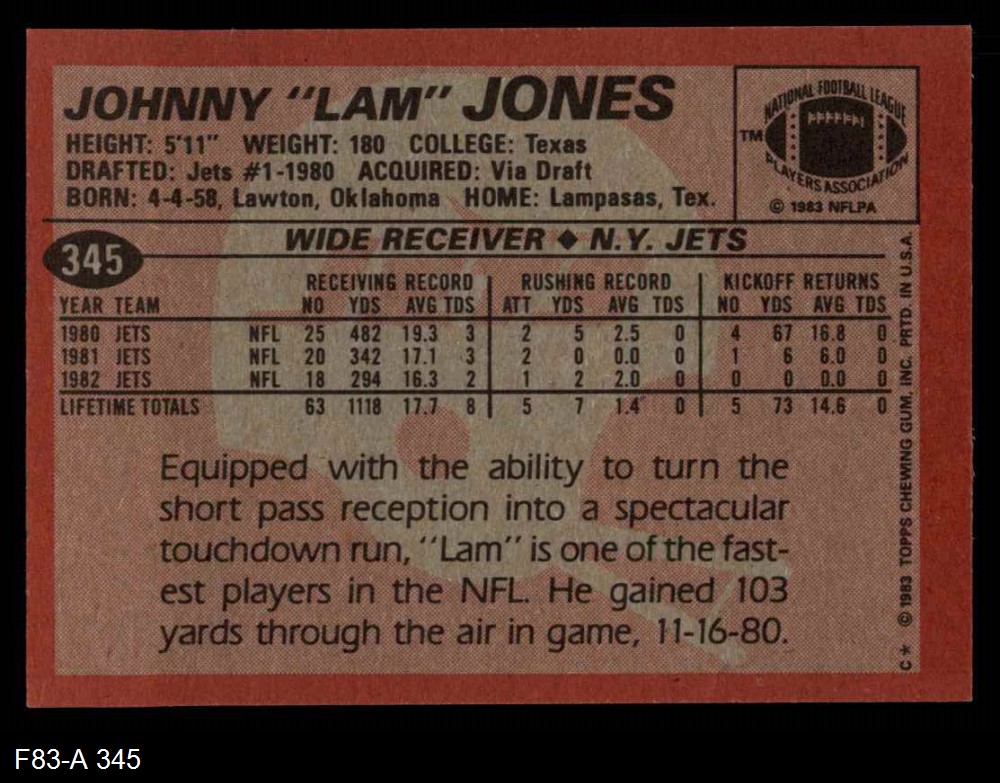 JOHNNY "LAM" JONES
HEIGHT: 5'11" WEIGHT: 180 COLLEGE: Texas
DRAFTED: Jets #1-1980 ACQUIRED: Via Draft
BORN: 4-4-58, Lawton, Oklahoma HOME: Lampasas, Tex.
NATIONAL FOOTBALL LEAGUE
TM
PLAYERS ASSOCIATION
© 1983 NFLPA
345
WIDE RECEIVER ♦ N.Y. JETS
RECEIVING RECORD RUSHING RECORD KICKOFF RETURNS
YEAR TEAM NO YDS AVG TDS ATT YDS AVG TDS NO YDS AVG TDS
1980 JETS NFL 25 482 19.3 3 2 5 2.5 0 4 67 16.8 0
1981 JETS NFL 20 342 17.1 3 2 0 0.0 0 1 6 6.0 0
1982 JETS NFL 18 294 16.3 2 1 2 2.0 0 0 0 0.0 0
LIFETIME TOTALS 63 1118 17.7 8 5 7 1.4 0 5 73 14.6 0
Equipped with the ability to turn the
short pass reception into a spectacular
touchdown run, "Lam" is one of the fast-
est players in the NFL. He gained 103
yards through the air in game, 11-16-80.
C* © 1983 TOPPS CHEWING GUM, INC. PRTD. IN U.S.A.
F83-A 345